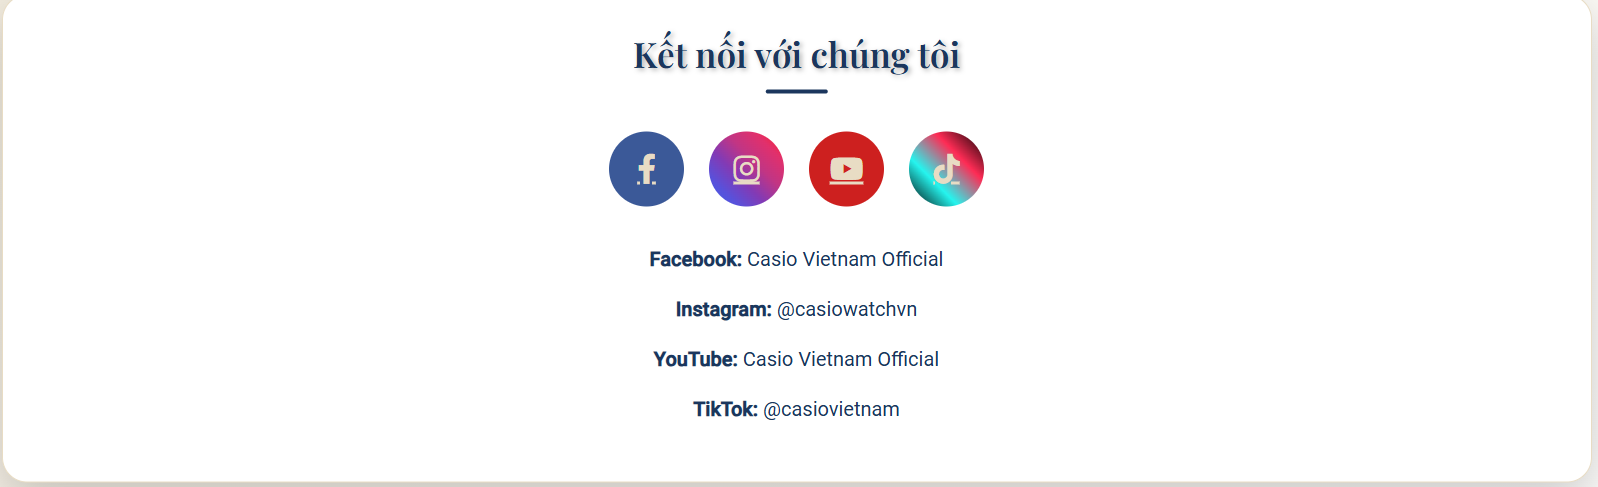 Kết nối với chúng tôi
Facebook: Casio Vietnam Official
Instagram: @casiowatchvn
YouTube: Casio Vietnam Official
TikTok: @casiovietnam